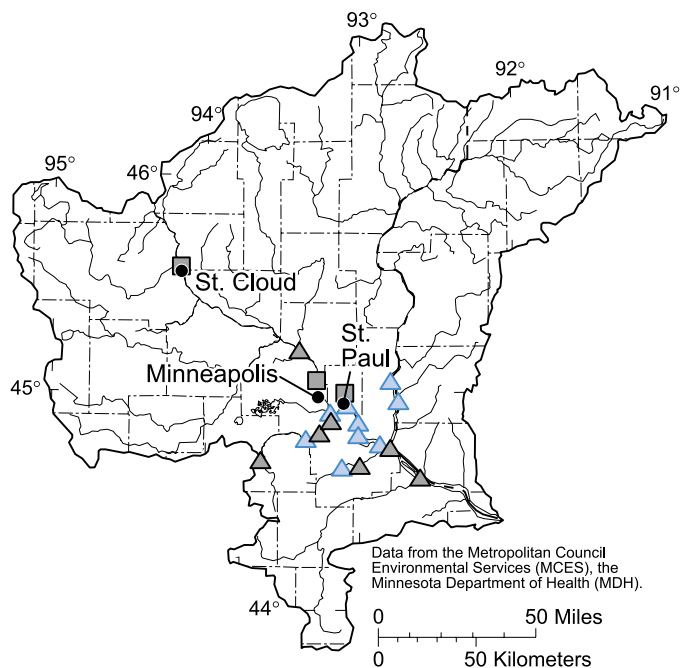 93°
92°
91°
94°
95°
46°
St. Cloud
St.
Paul
Minneapolis
45°
Data from the Metropolitan Council
Environmental Services (MCES), the
Minnesota Department of Health (MDH).
44°
0 50 Miles
0 50 Kilometers